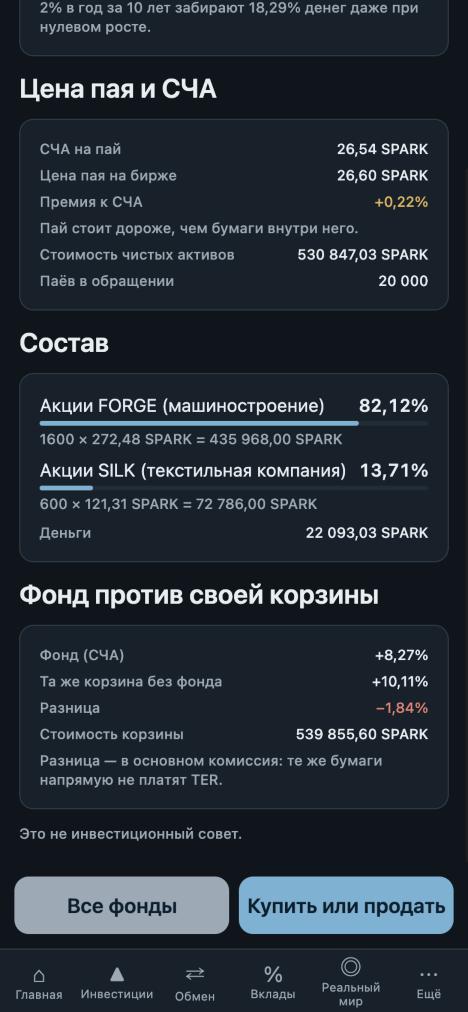 2% в год за 10 лет забирают 18,29% денег даже при
нулевом росте.
Цена пая и СЧА
СЧА на пай 26,54 SPARK
Цена пая на бирже 26,60 SPARK
Премия к СЧА +0,22%
Пай стоит дороже, чем бумаги внутри него.
Стоимость чистых активов 530 847,03 SPARK
Паёв в обращении 20 000
Состав
Акции FORGE (машиностроение) 82,12%
1600 × 272,48 SPARK = 435 968,00 SPARK
Акции SILK (текстильная компания) 13,71%
600 × 121,31 SPARK = 72 786,00 SPARK
Деньги 22 093,03 SPARK
Фонд против своей корзины
Фонд (СЧА) +8,27%
Та же корзина без фонда +10,11%
Разница −1,84%
Стоимость корзины 539 855,60 SPARK
Разница — в основном комиссия: те же бумаги
напрямую не платят TER.
Это не инвестиционный совет.
Все фонды Купить или продать
Главная Инвестиции Обмен % Вклады Реальный мир Ещё